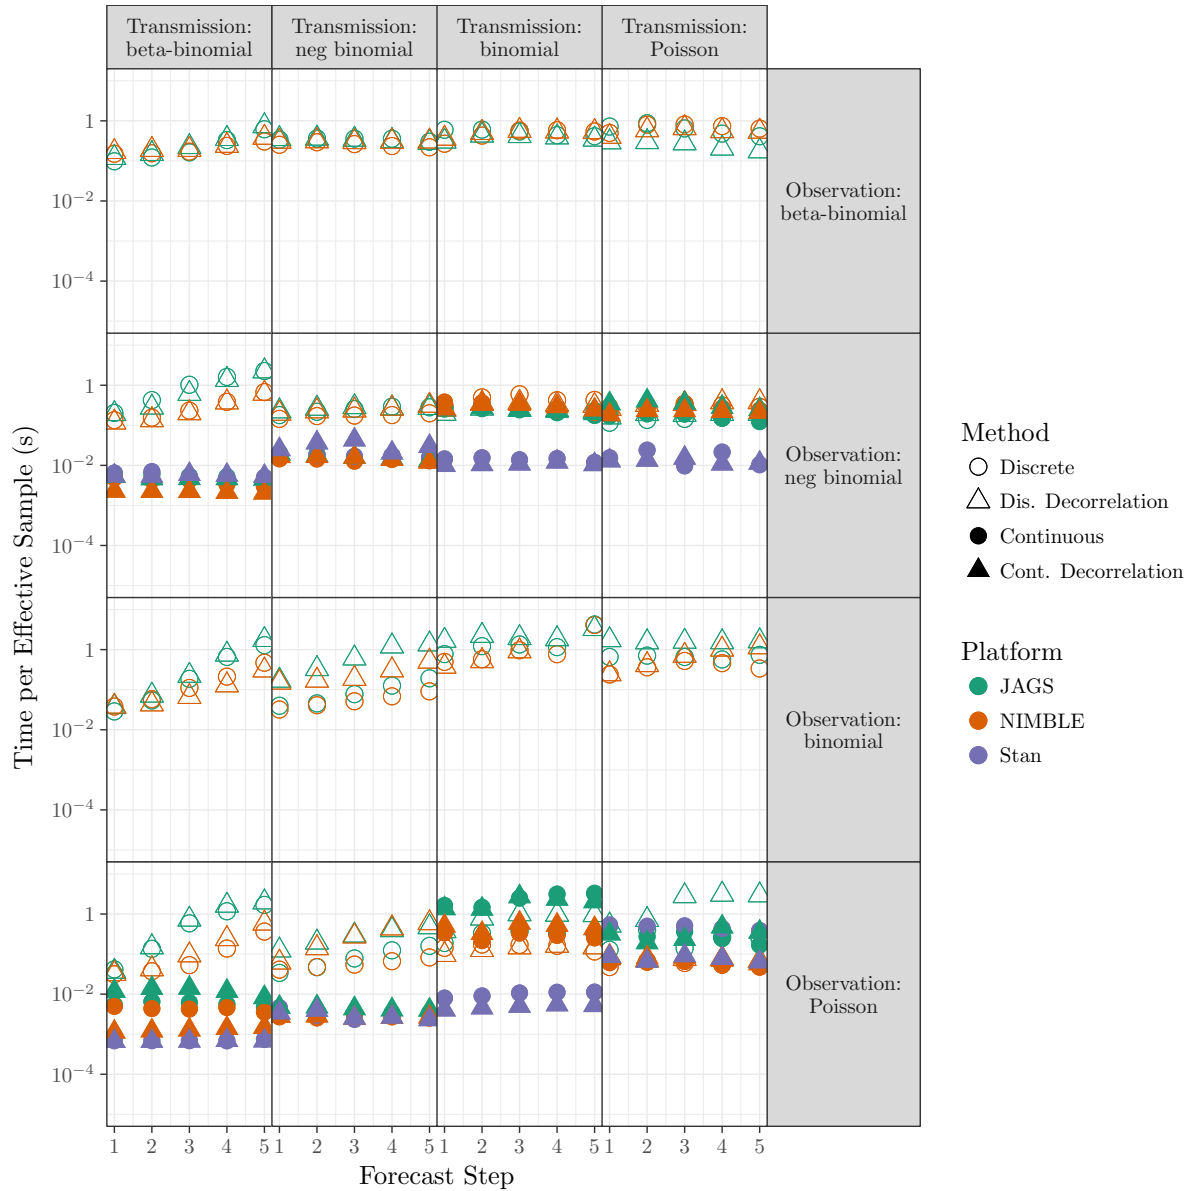 Transmission:
beta-binomial
Transmission:
neg binomial
Transmission:
binomial
Transmission:
Poisson
Time per Effective Sample (s)
1
10−2
10−4
Observation:
beta-binomial
1
10−2
10−4
Observation:
neg binomial
1
10−2
10−4
Observation:
binomial
1
10−2
10−4
Observation:
Poisson
1 2 3 4 5 1 2 3 4 5 1 2 3 4 5 1 2 3 4 5
Forecast Step
Method
Discrete
Dis. Decorrelation
Continuous
Cont. Decorrelation
Platform
JAGS
NIMBLE
Stan